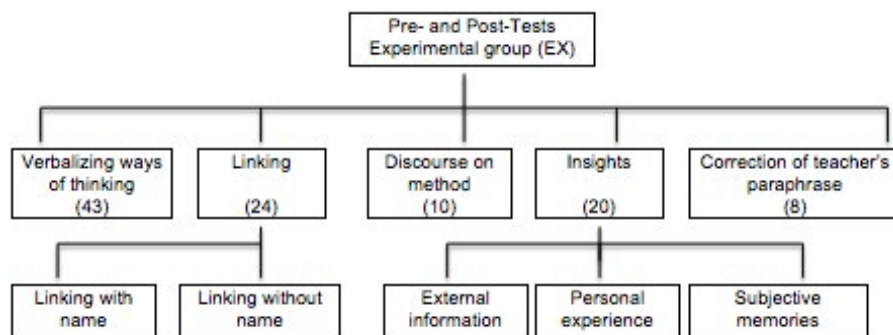 Pre- and Post-Tests
Experimental group (EX)
Verbalizing ways
of thinking
(43)
Linking
(24)
Discourse on
method
(10)
Insights
(20)
Correction of teacher's
paraphrase
(8)
Linking with
name
Linking without
name
External
information
Personal
experience
Subjective
memories